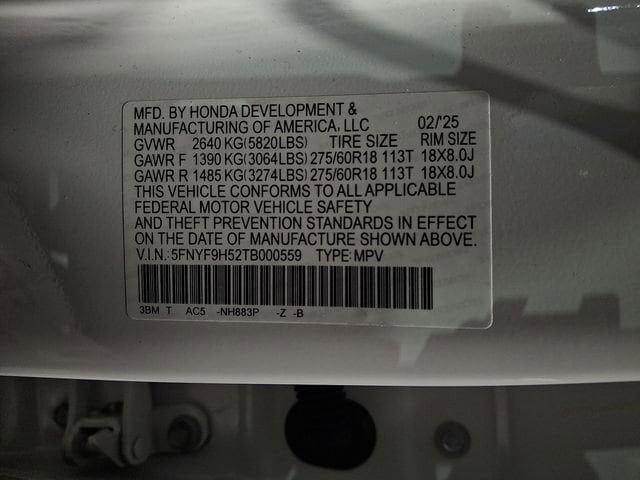 MFD. BY HONDA DEVELOPMENT &
MANUFACTURING OF AMERICA, LLC 02/'25
GVWR 2640 KG(5820LBS) TIRE SIZE RIM SIZE
GAWR F 1390 KG(3064LBS) 275/60R18 113T 18X8.0J
GAWR R 1485 KG(3274LBS) 275/60R18 113T 18X8.0J
THIS VEHICLE CONFORMS TO ALL APPLICABLE
FEDERAL MOTOR VEHICLE SAFETY
AND THEFT PREVENTION STANDARDS IN EFFECT
ON THE DATE OF MANUFACTURE SHOWN ABOVE.
V.I.N.: 5FNYF9H52TB000559 TYPE: MPV
3BM T AC5 -NH883P -Z -B